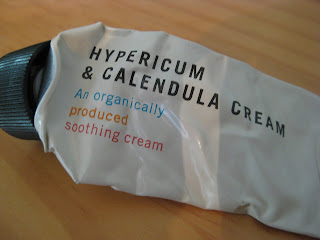 HYPERICUM
& CALENDULA CREAM
An organically
produced
soothing cream